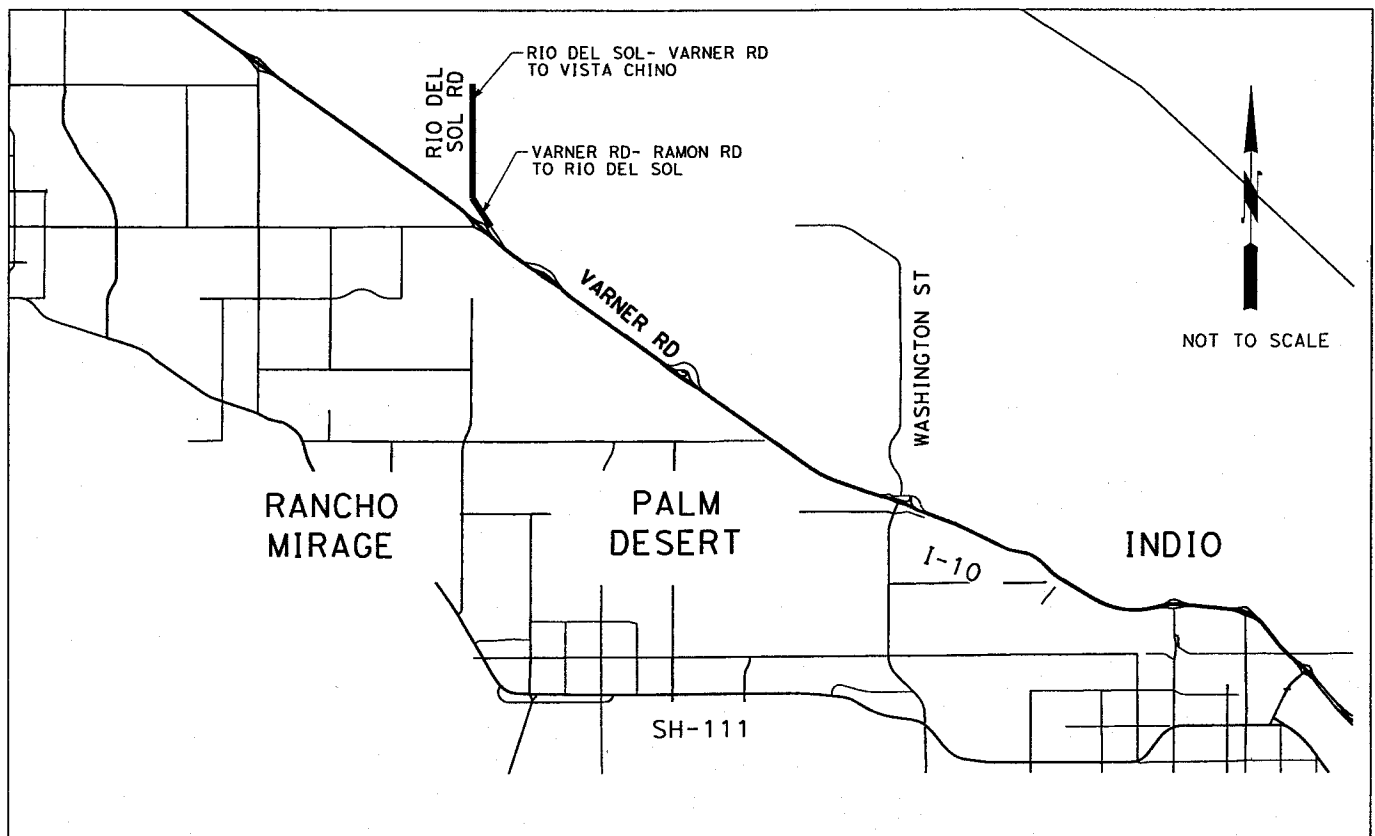 RIO DEL SOL- VARNER RD
TO VISTA CHINO
RIO DEL
SOL RD
VARNER RD- RAMON RD
TO RIO DEL SOL
VARNER RD
WASHINGTON ST
NOT TO SCALE
RANCHO
MIRAGE
PALM
DESERT
INDIO
I-10
SH-111